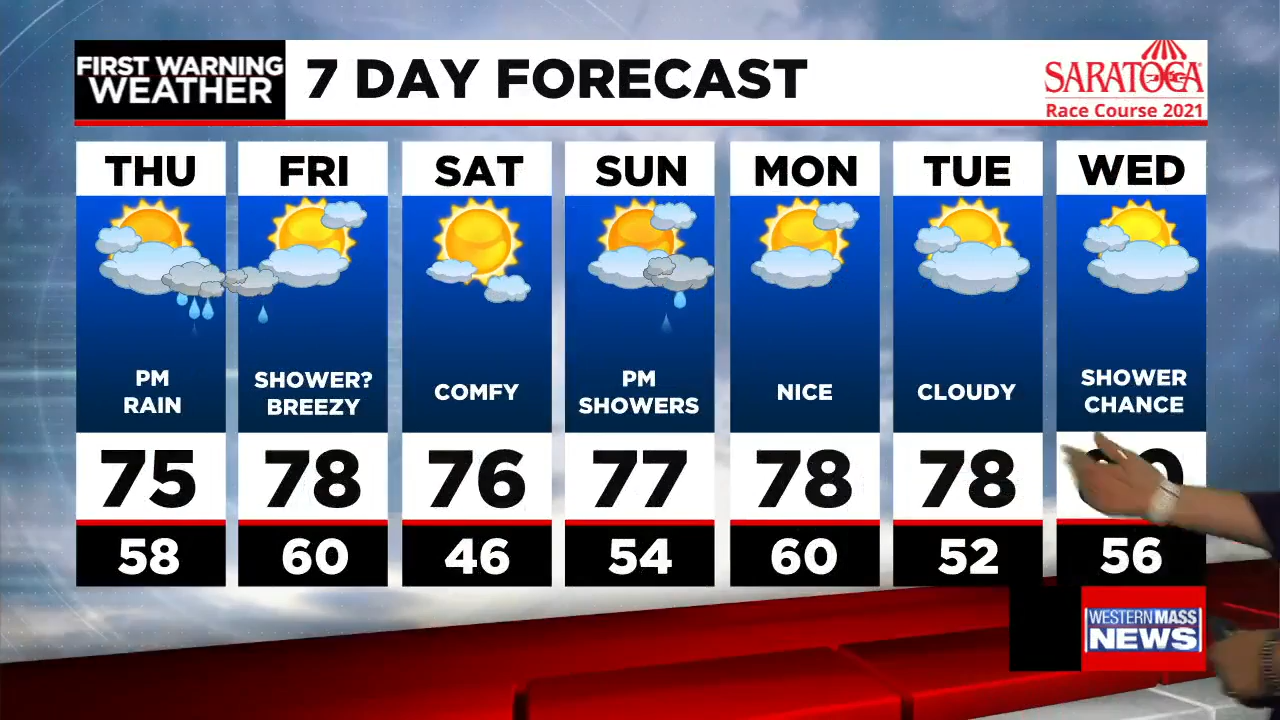 FIRST WARNING
WEATHER
7 DAY FORECAST
SARATOGA
Race Course 2021
THU
FRI
SAT
SUN
MON
TUE
WED
PM
RAIN
SHOWER?
BREEZY
COMFY
PM
SHOWERS
NICE
CLOUDY
SHOWER
CHANCE
75
78
76
77
78
78
58
60
46
54
60
52
56
WESTERN MASS
NEWS